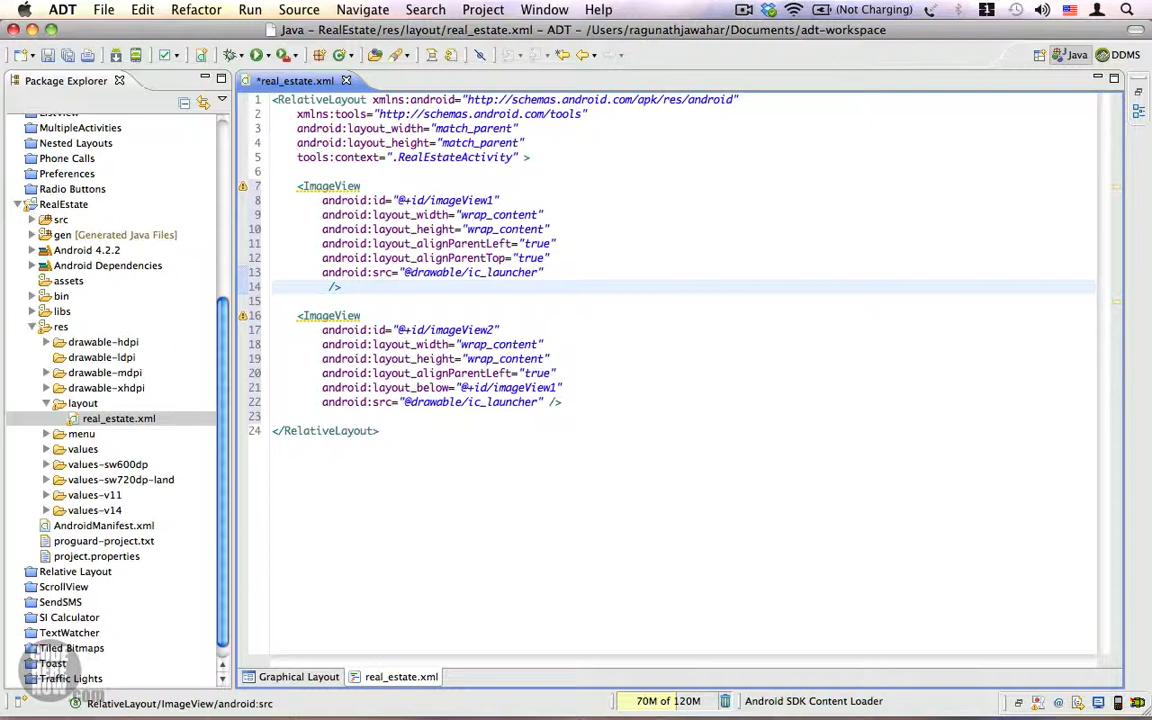 ADT File Edit Refactor Run Source Navigate Search Project Window Help (Not Charging) 1
Java – RealEstate/res/layout/real_estate.xml – ADT – /Users/ragunathjawahar/Documents/adt-workspace
Java DDMS
Package Explorer
*real_estate.xml
ListView
MultipleActivities
Nested Layouts
Phone Calls
Preferences
Radio Buttons
RealEstate
src
gen [Generated Java Files]
Android 4.2.2
Android Dependencies
assets
bin
libs
res
drawable-hdpi
drawable-ldpi
drawable-mdpi
drawable-xhdpi
layout
real_estate.xml
menu
values
values-sw600dp
values-sw720dp-land
values-v11
values-v14
AndroidManifest.xml
proguard-project.txt
project.properties
Relative Layout
ScrollView
SendSMS
SI Calculator
TextWatcher
Tiled Bitmaps
Toast
Traffic Lights
1 <RelativeLayout xmlns:android="http://schemas.android.com/apk/res/android"
2 xmlns:tools="http://schemas.android.com/tools"
3 android:layout_width="match_parent"
4 android:layout_height="match_parent"
5 tools:context=".RealEstateActivity" >
6
7 <ImageView
8 android:id="@+id/imageView1"
9 android:layout_width="wrap_content"
10 android:layout_height="wrap_content"
11 android:layout_alignParentLeft="true"
12 android:layout_alignParentTop="true"
13 android:src="@drawable/ic_launcher"
14 />
15
16 <ImageView
17 android:id="@+id/imageView2"
18 android:layout_width="wrap_content"
19 android:layout_height="wrap_content"
20 android:layout_alignParentLeft="true"
21 android:layout_below="@+id/imageView1"
22 android:src="@drawable/ic_launcher" />
23
24 </RelativeLayout>
Graphical Layout real_estate.xml
RelativeLayout/ImageView/android:src
70M of 120M
Android SDK Content Loader